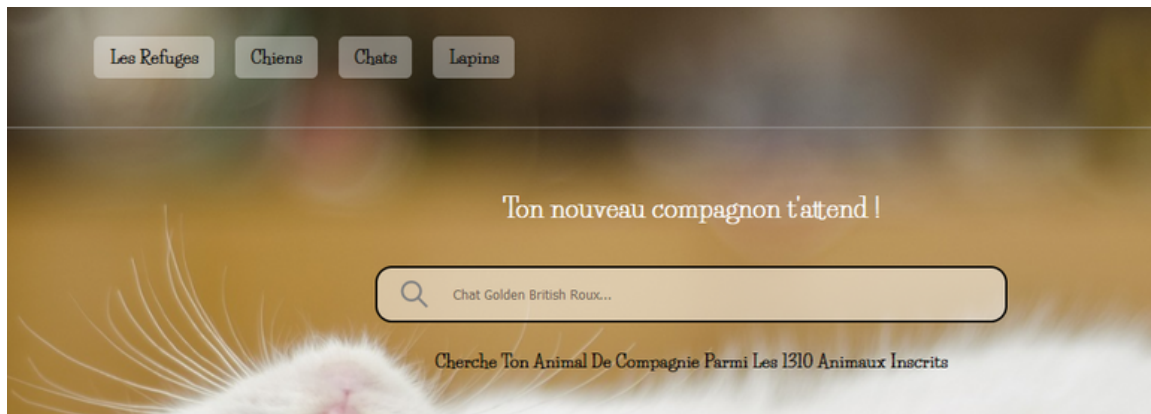 Les Refuges Chiens Chats Lapins
Ton nouveau compagnon t'attend !
Chat Golden British Roux...
Cherche Ton Animal De Compagnie Parmi Les 1310 Animaux Inscrits